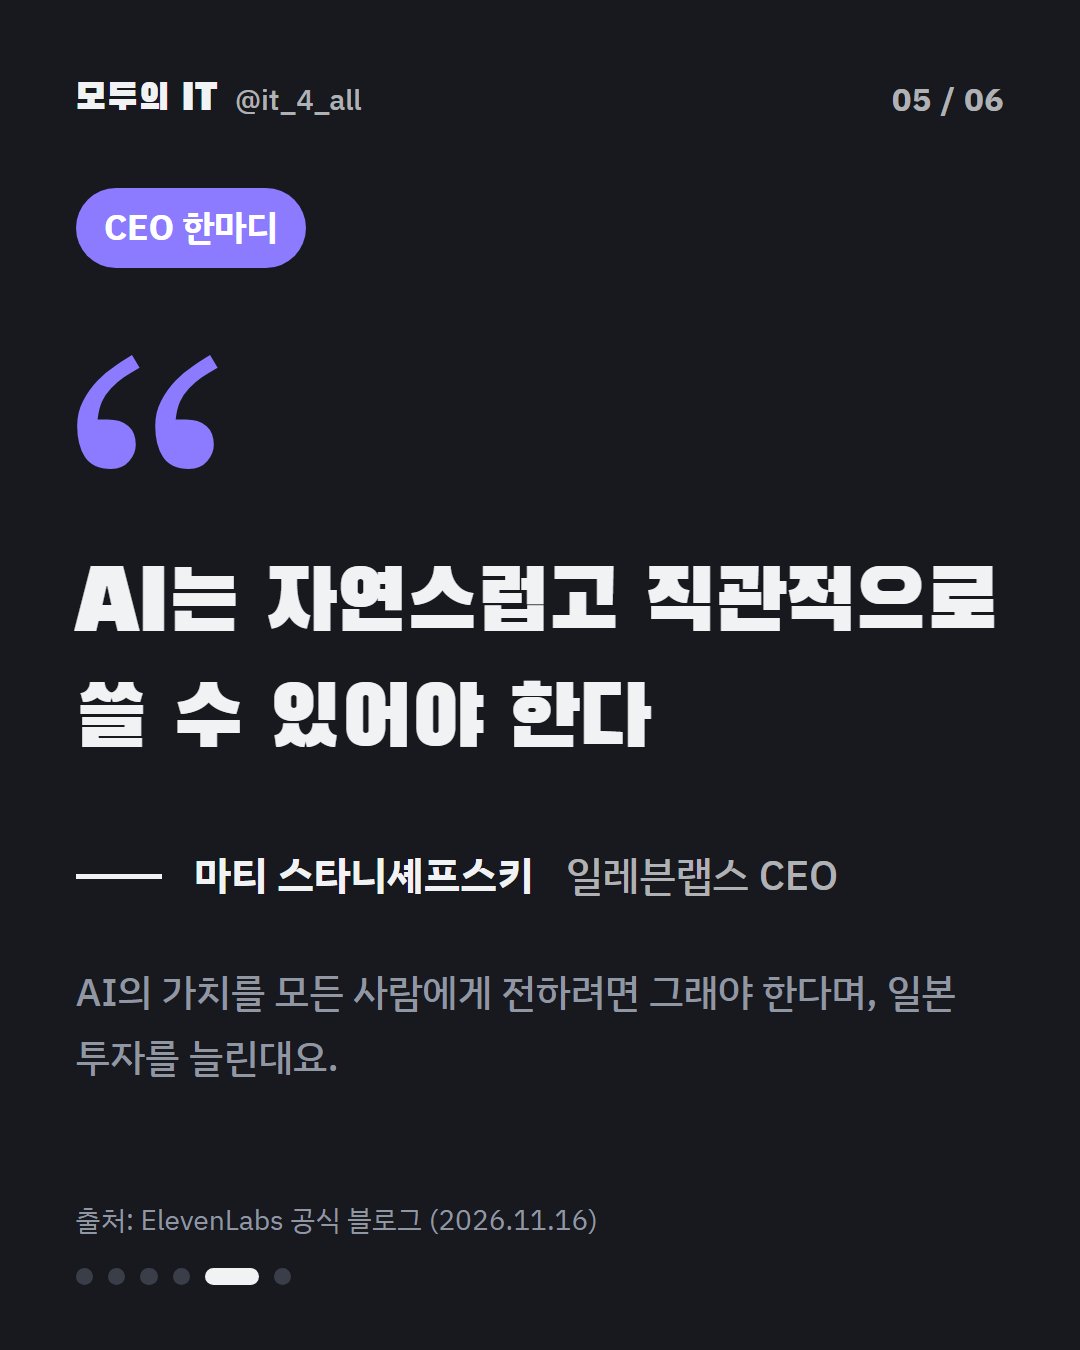 모두의 IT @it_4_all
05 / 06
CEO 한마디
“
AI는 자연스럽고 직관적으로
쓸 수 있어야 한다
마티 스타니셰프스키 일레븐랩스 CEO
AI의 가치를 모든 사람에게 전하려면 그래야 한다며, 일본
투자를 늘린대요.
출처: ElevenLabs 공식 블로그 (2026.11.16)